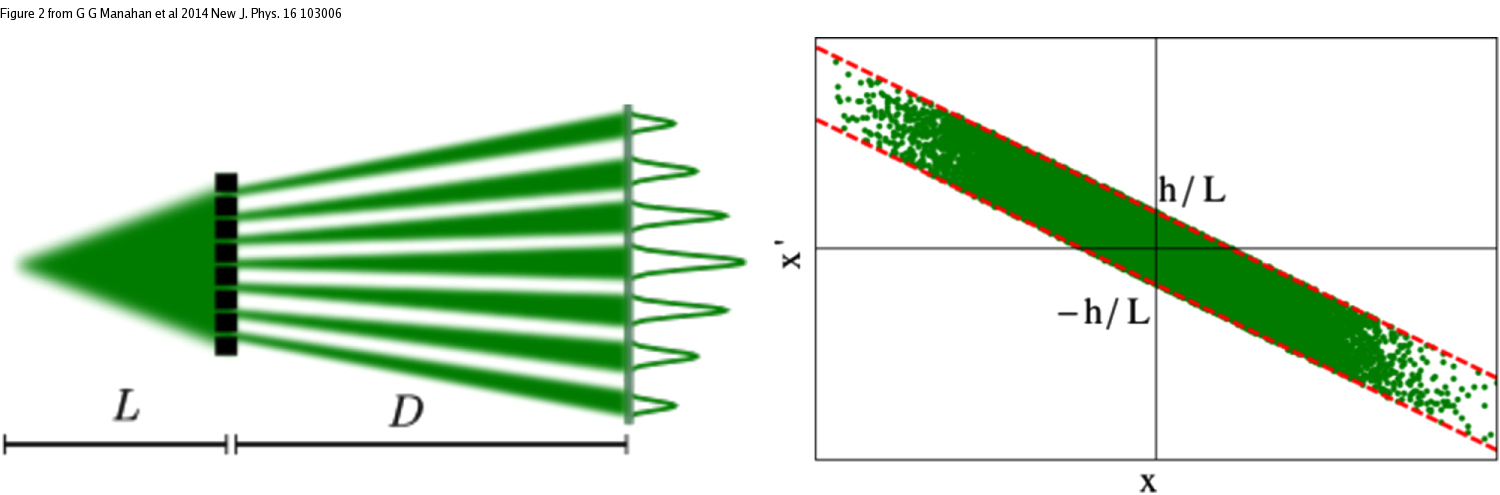 Figure 2 from G G Manahan et al 2014 New J. Phys. 16 103006
L
D
h/L
x'
−h/L
x